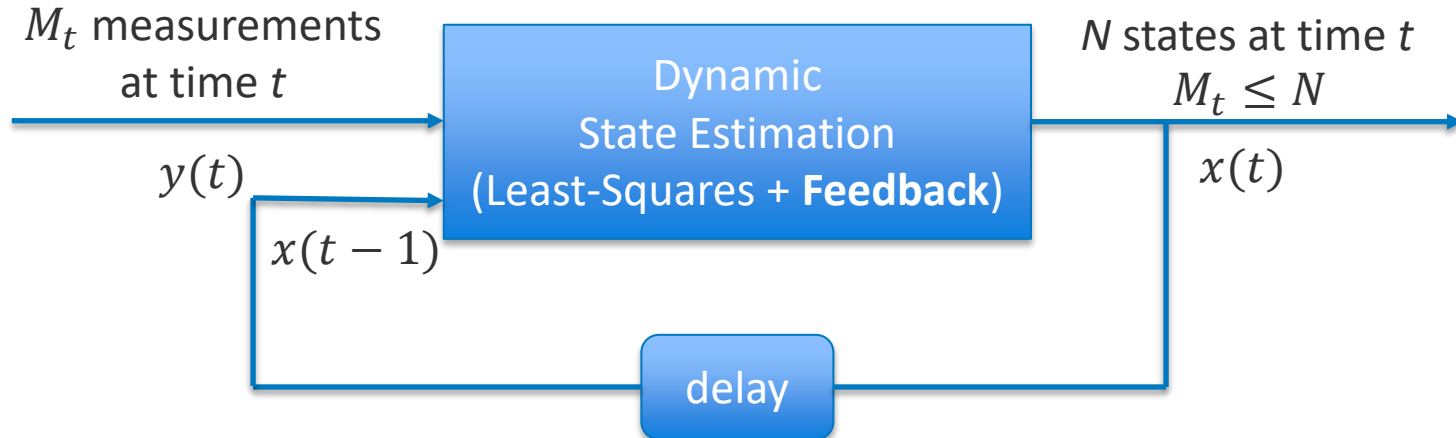 M_t measurements
at time t
y(t)
x(t − 1)
Dynamic
State Estimation
(Least-Squares + Feedback)
N states at time t
M_t ≤ N
x(t)
delay